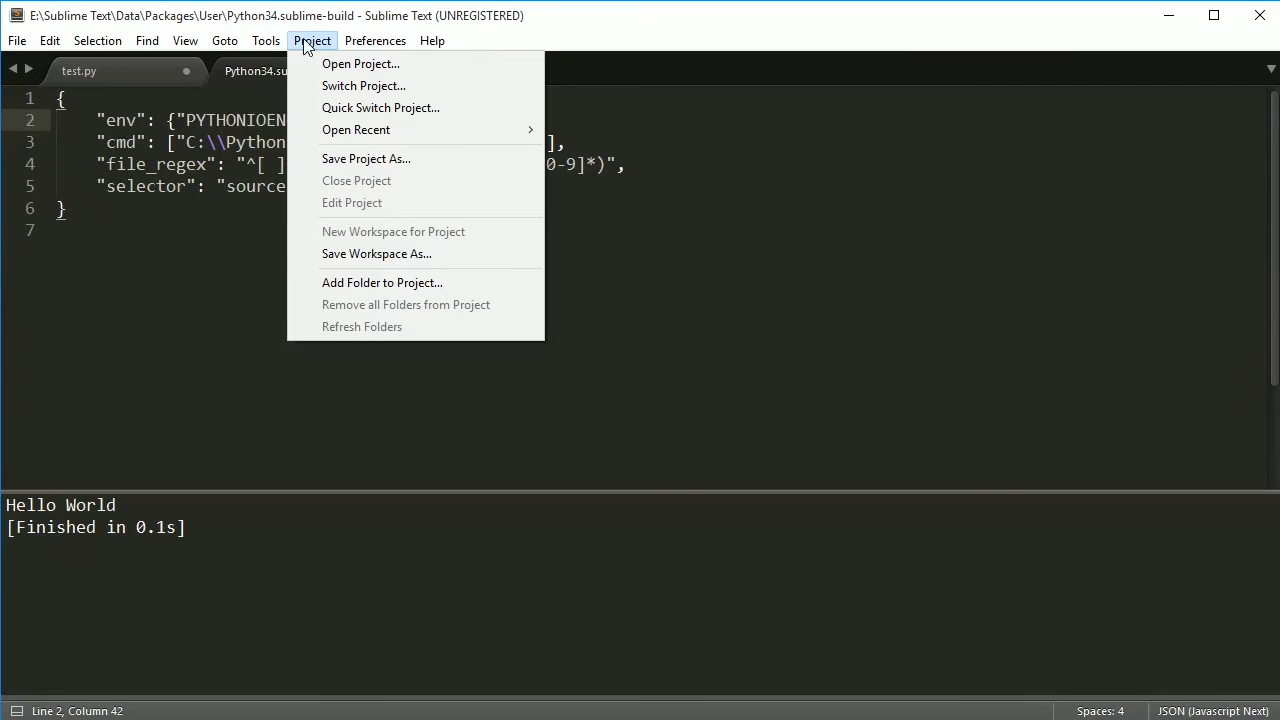 E:\Sublime Text\Data\Packages\User\Python34.sublime-build - Sublime Text (UNREGISTERED)
File Edit Selection Find View Goto Tools Project Preferences Help
test.py Python34.su
Open Project...
Switch Project...
Quick Switch Project...
Open Recent
Save Project As...
Close Project
Edit Project
New Workspace for Project
Save Workspace As...
Add Folder to Project...
Remove all Folders from Project
Refresh Folders
1 {
2 "env": {"PYTHONIOEN
3 "cmd": ["C:\\Python ],
4 "file_regex": "^[ ] 0-9]*)",
5 "selector": "source
6 }
7
Hello World
[Finished in 0.1s]
Line 2, Column 42 Spaces: 4 JSON (Javascript Next)